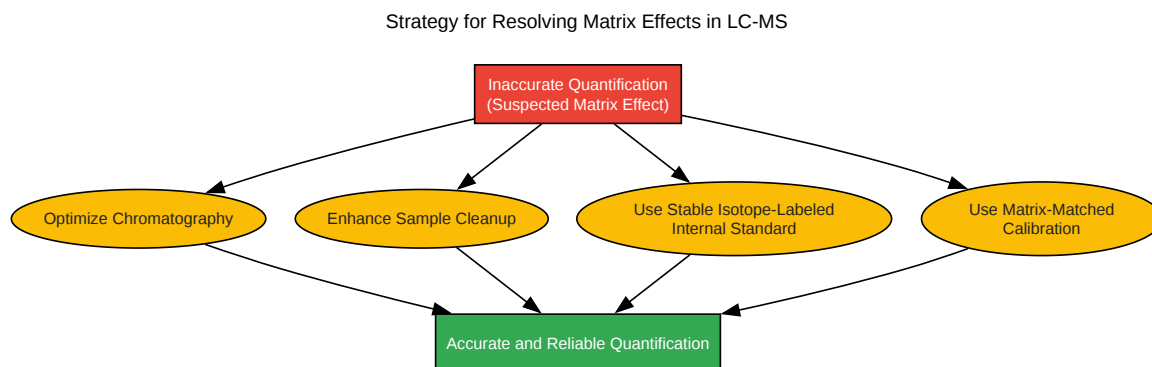 Strategy for Resolving Matrix Effects in LC-MS
Inaccurate Quantification
(Suspected Matrix Effect)
Optimize Chromatography
Enhance Sample Cleanup
Use Stable Isotope-Labeled
Internal Standard
Use Matrix-Matched
Calibration
Accurate and Reliable Quantification